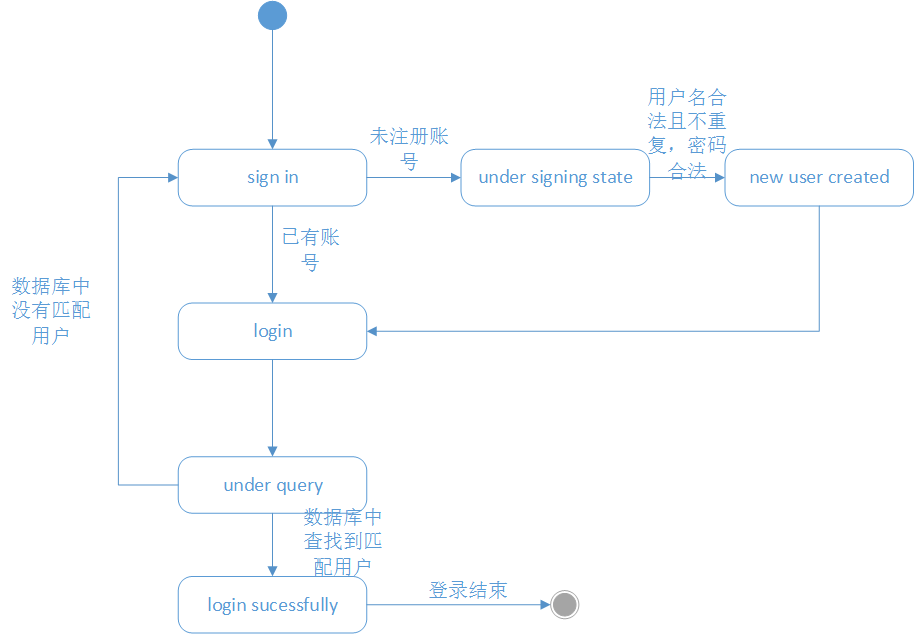 用户名合
法且不重
复，密码
合法
未注册账
号
sign in
under signing state
new user created
已有账
号
数据库中
没有匹配
用户
login
under query
数据库中
查找到匹
配用户
登录结束
login sucessfully